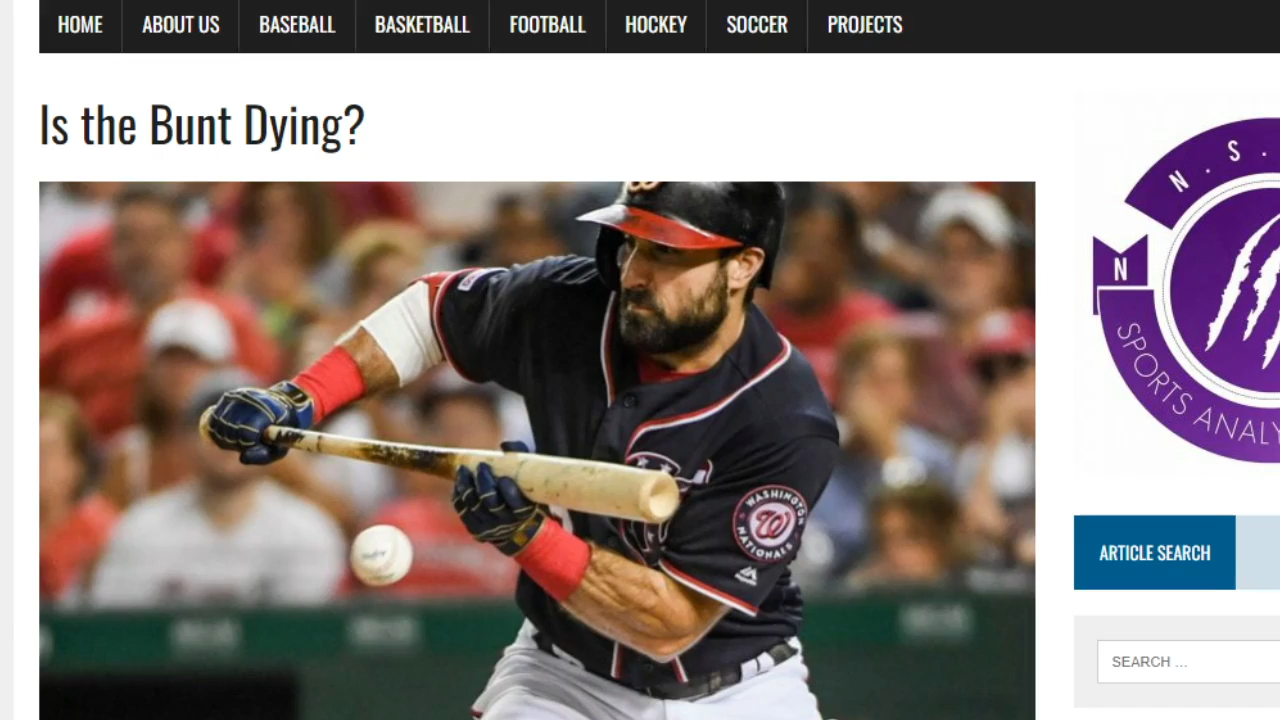 HOME ABOUT US BASEBALL BASKETBALL FOOTBALL HOCKEY SOCCER PROJECTS
Is the Bunt Dying?
N . S .
N
SPORTS ANALY
WASHINGTON
W
NATIONALS
ARTICLE SEARCH
SEARCH ...